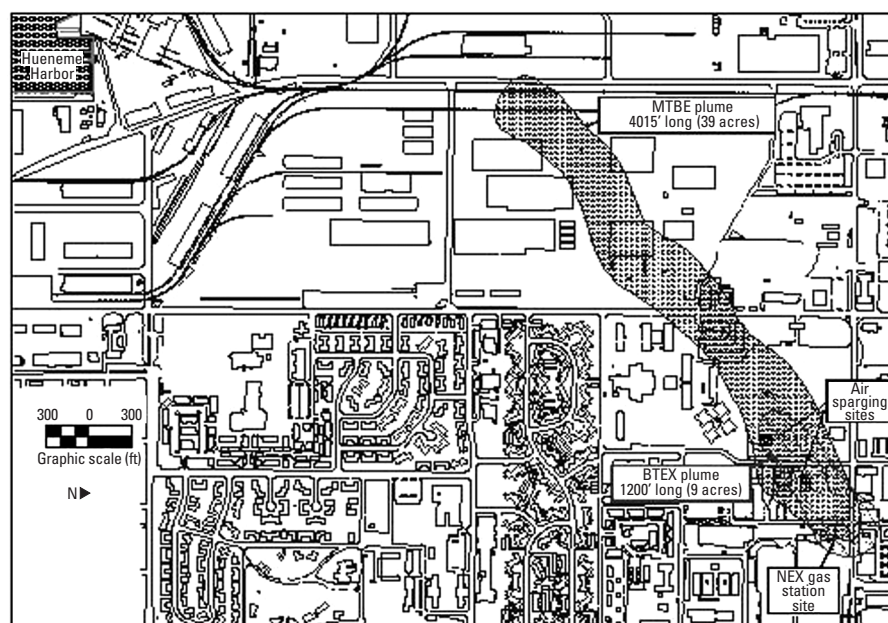 Hueneme
Harbor
MTBE plume
4015' long (39 acres)
Air
sparging
sites
300 0 300
Graphic scale (ft)
N▶
BTEX plume
1200' long (9 acres)
NEX gas
station
site